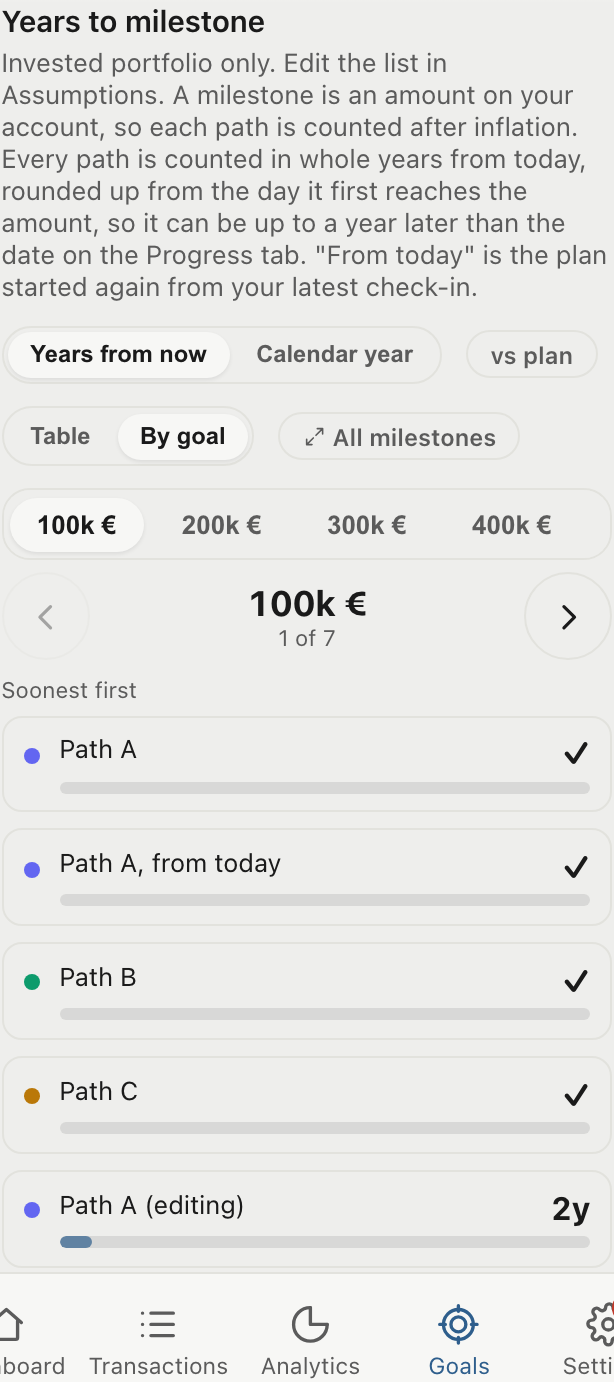 Years to milestone
Invested portfolio only. Edit the list in
Assumptions. A milestone is an amount on your
account, so each path is counted after inflation.
Every path is counted in whole years from today,
rounded up from the day it first reaches the
amount, so it can be up to a year later than the
date on the Progress tab. "From today" is the plan
started again from your latest check-in.
Years from now Calendar year vs plan
Table By goal All milestones
100k € 200k € 300k € 400k €
100k €
1 of 7
Soonest first
Path A
Path A, from today
Path B
Path C
Path A (editing) 2y
board Transactions Analytics Goals Setti